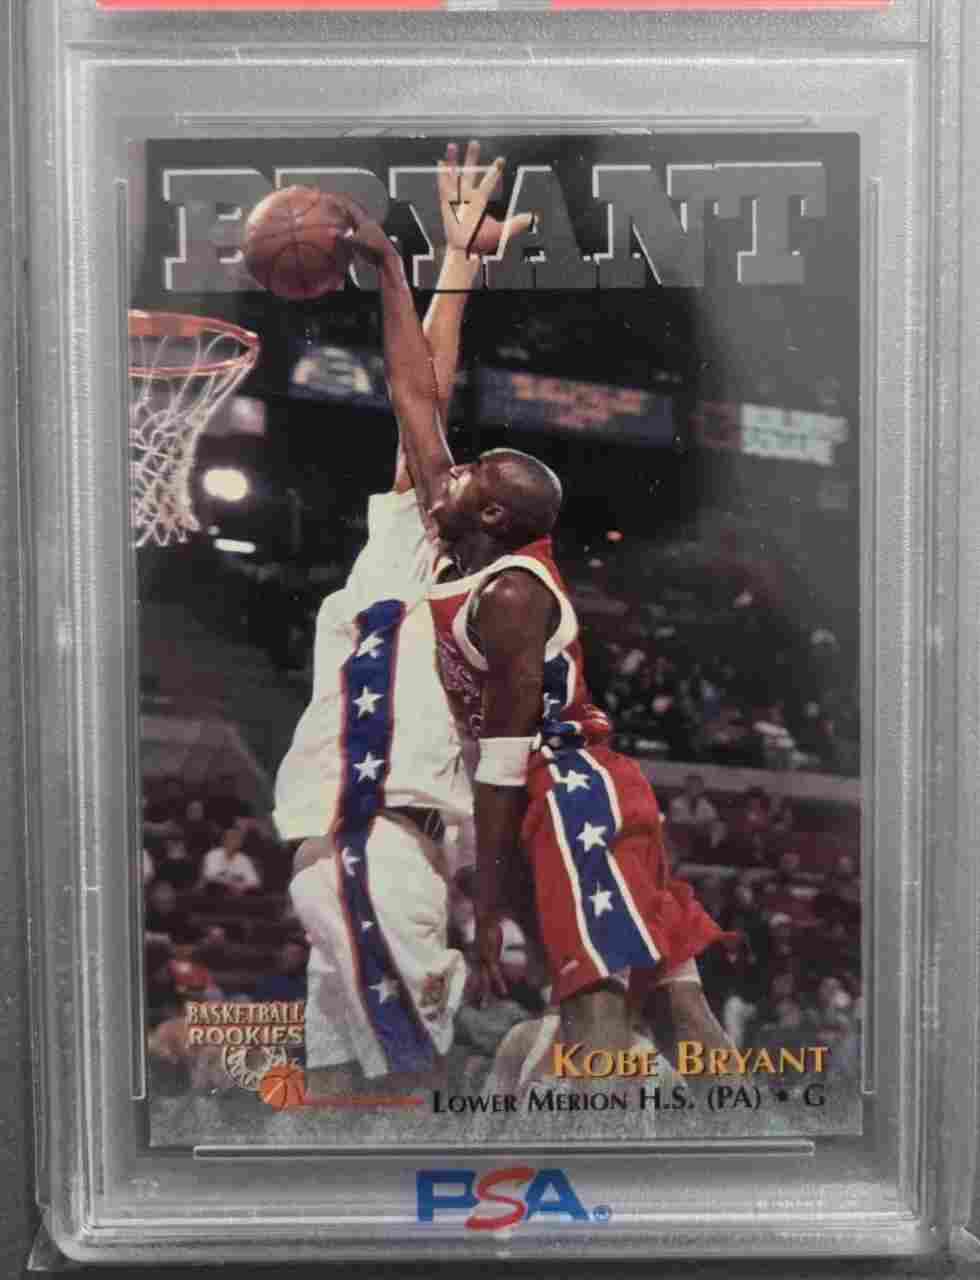 BRYANT
BASKETBALL
ROOKIES
KOBE BRYANT
LOWER MERION H.S. (PA) • G
PSA®